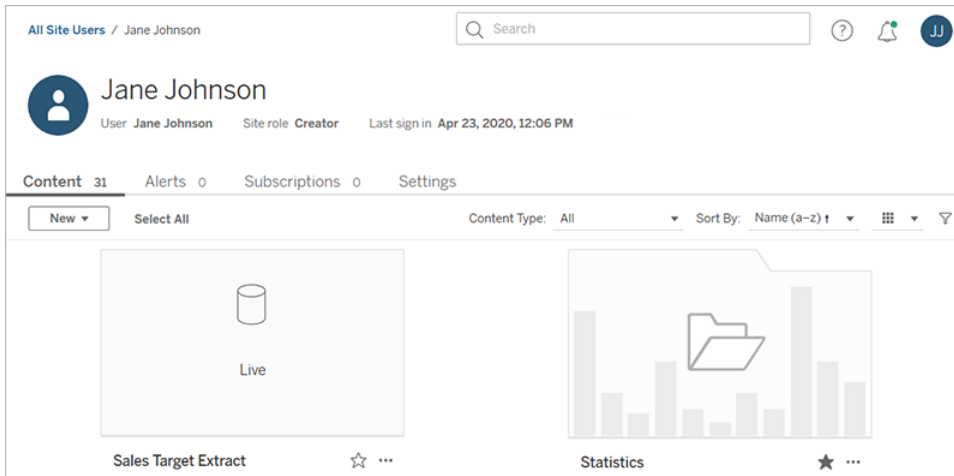 All Site Users / Jane Johnson
Search
?
JJ
Jane Johnson
User Jane Johnson Site role Creator Last sign in Apr 23, 2020, 12:06 PM
Content 31 Alerts 0 Subscriptions 0 Settings
New Select All Content Type: All Sort By: Name (a–z)
Live
Sales Target Extract
Statistics